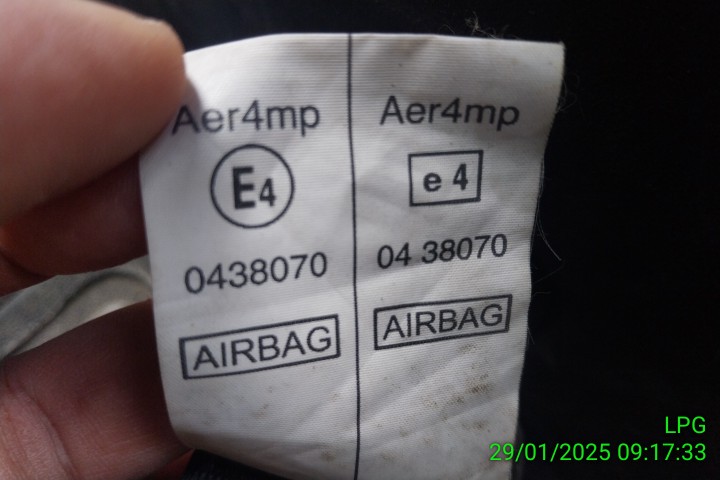 Aer4mp
E4
0438070
AIRBAG
Aer4mp
e 4
04 38070
AIRBAG
LPG
29/01/2025 09:17:33